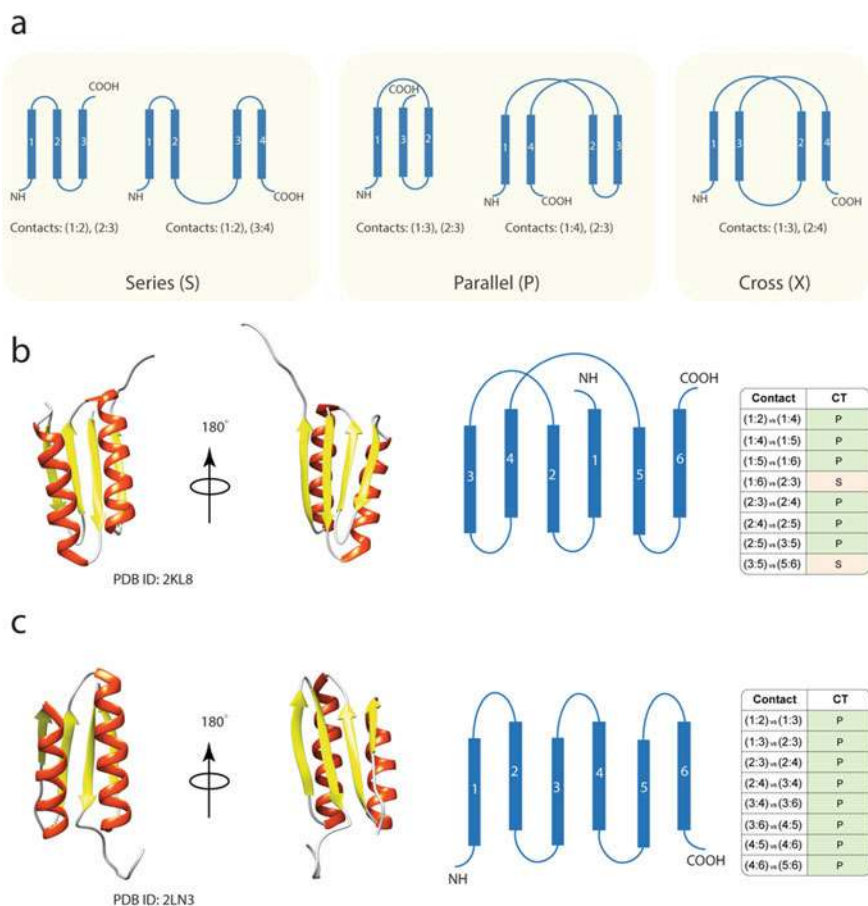 a
COOH
1
2
3
NH
Contacts: (1:2), (2:3)
1
2
3
4
NH
COOH
Contacts: (1:2), (3:4)
Series (S)
COOH
1
3
2
NH
Contacts: (1:3), (2:3)
1
4
2
3
NH
COOH
Contacts: (1:4), (2:3)
Parallel (P)
1
3
2
4
NH
COOH
Contacts: (1:3), (2:4)
Cross (X)
b
180°
PDB ID: 2KL8
NH
COOH
3
4
2
1
5
6
Contact CT
(1:2) vs (1:4) P
(1:4) vs (1:5) P
(1:5) vs (1:6) P
(1:6) vs (2:3) S
(2:3) vs (2:4) P
(2:4) vs (2:5) P
(2:5) vs (3:5) P
(3:5) vs (5:6) S
c
180°
PDB ID: 2LN3
1
2
3
4
5
6
NH
COOH
Contact CT
(1:2) vs (1:3) P
(1:3) vs (2:3) P
(2:3) vs (2:4) P
(2:4) vs (3:4) P
(3:4) vs (3:6) P
(3:6) vs (4:5) P
(4:5) vs (4:6) P
(4:6) vs (5:6) P